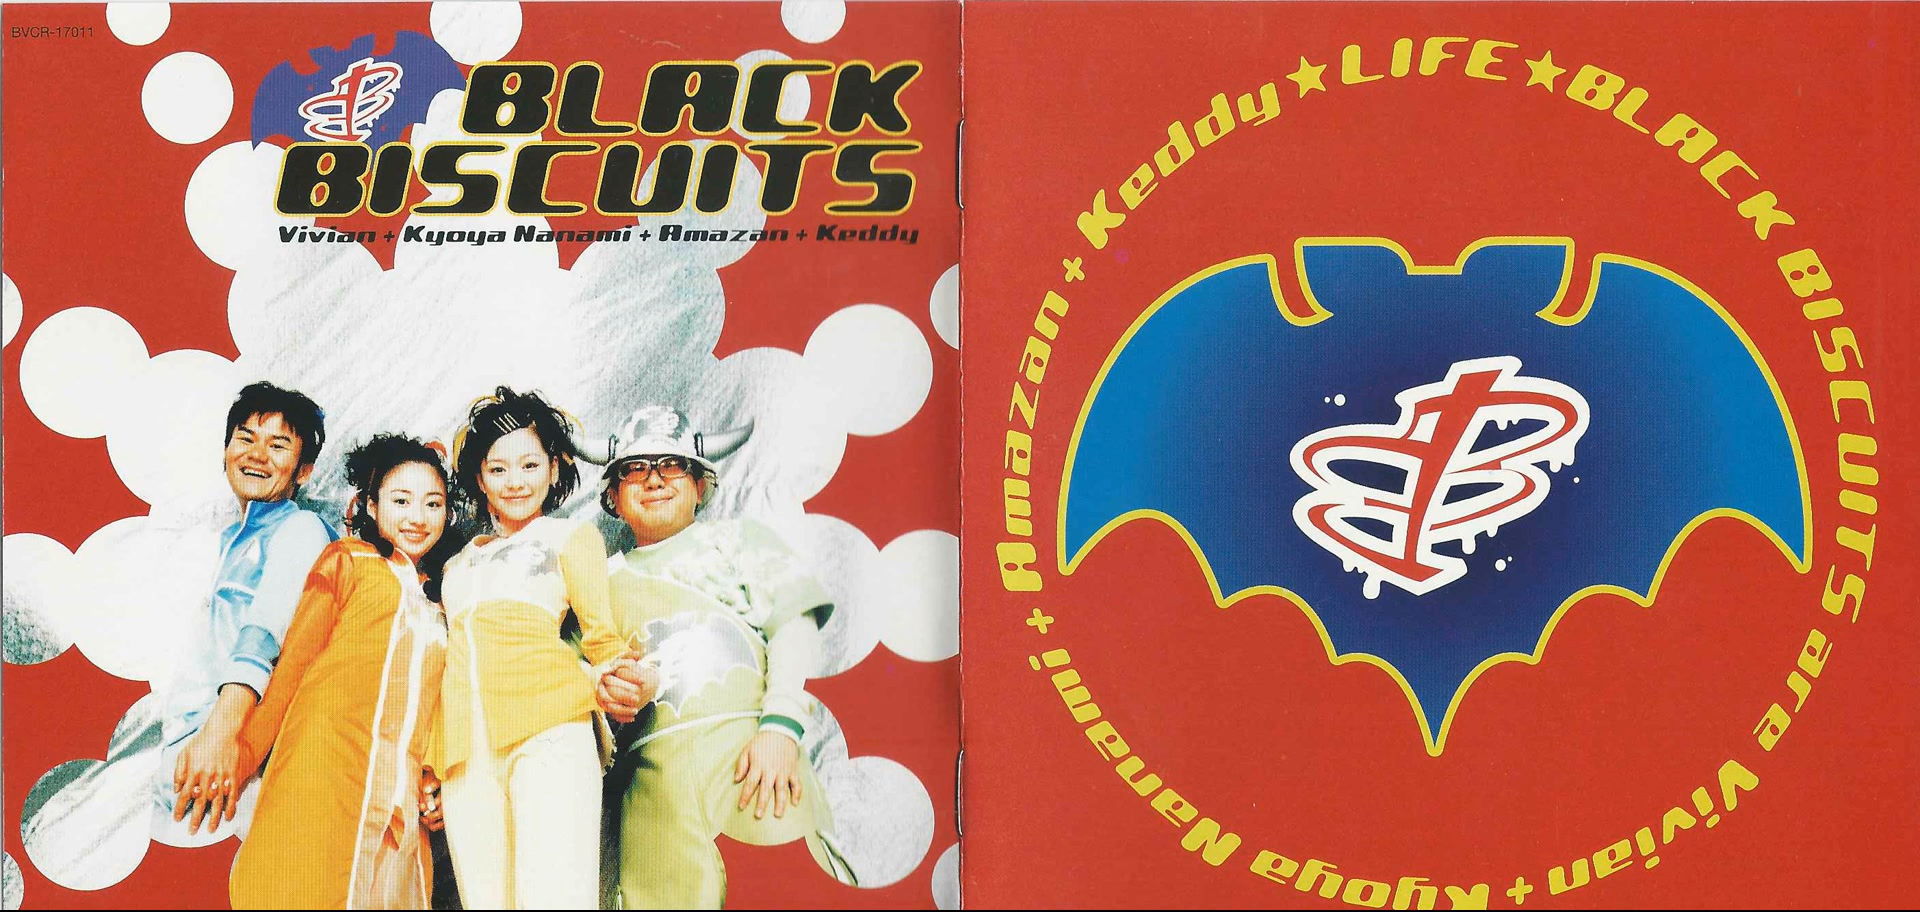 BVCR-17011
BLACK
BISCUITS
Vivian + Kyoya Nanami + Amazan + Keddy
★LIFE★BLACK BISCUITS are Vivian + Kyoya Nanami + Amazan + Keddy